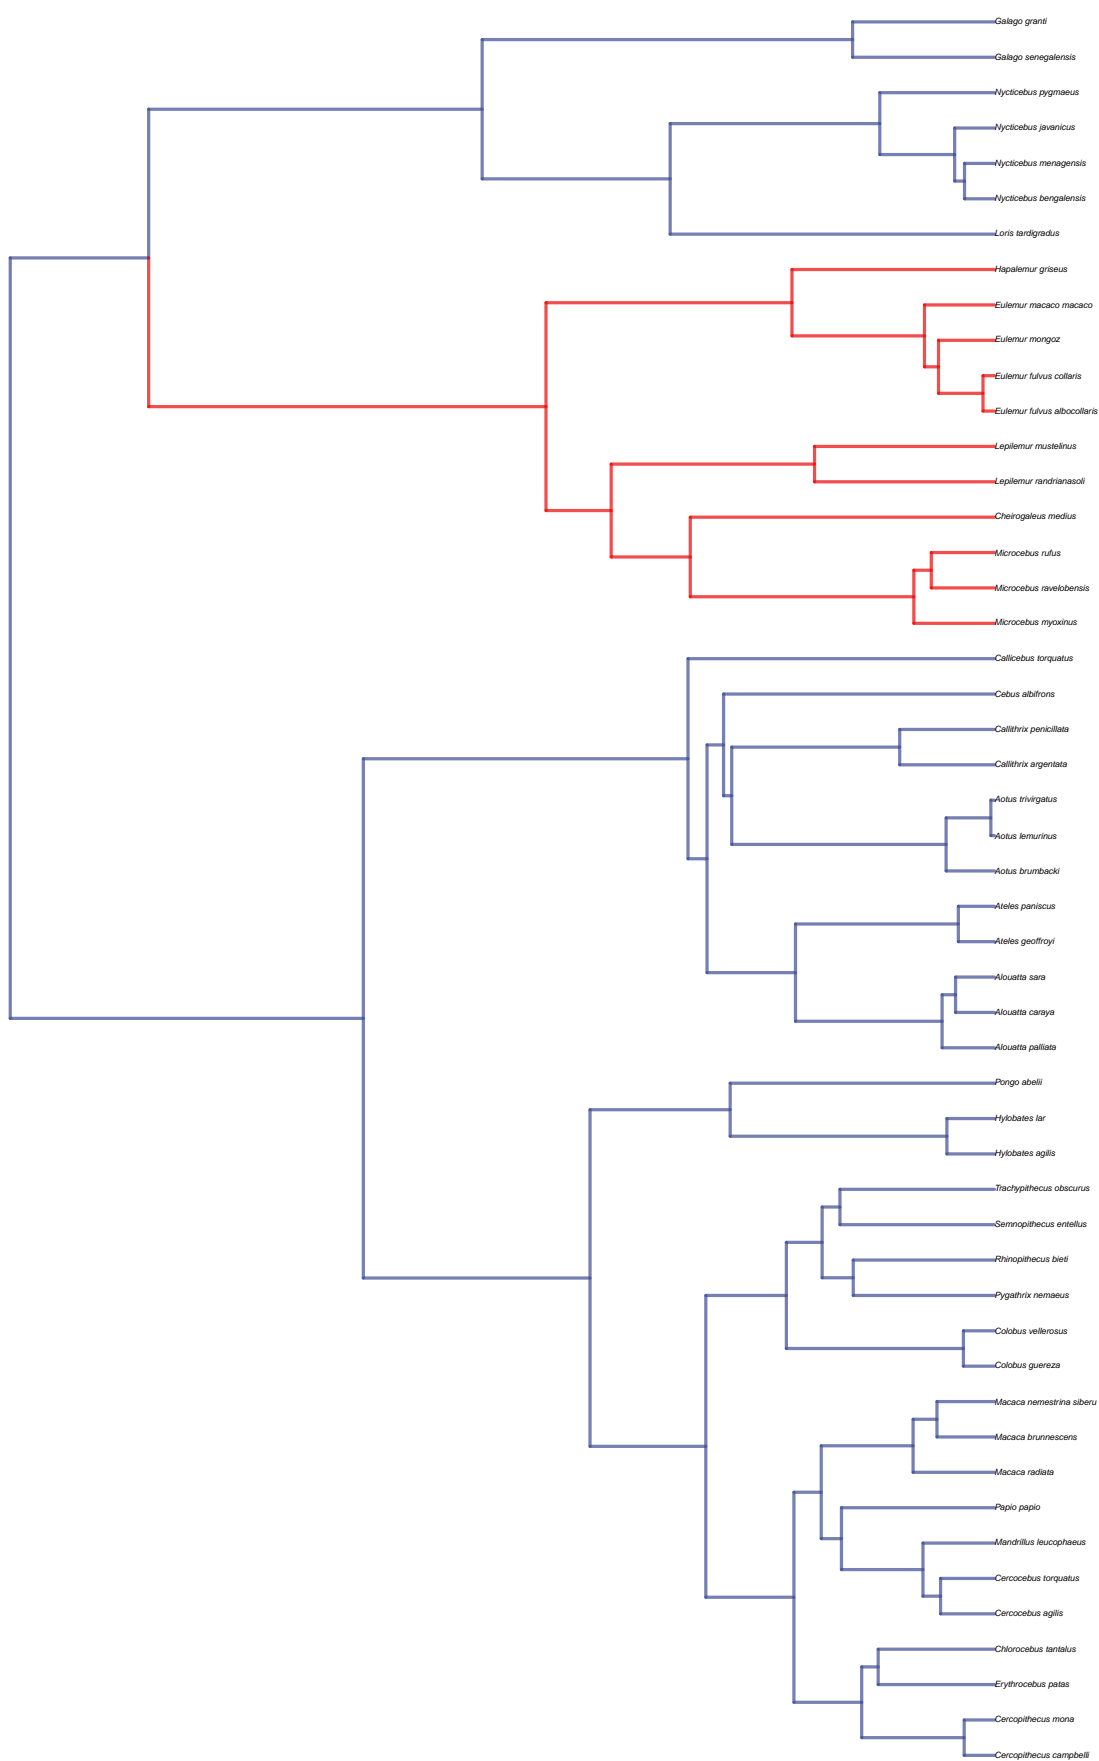 Galago granti
Galago senegalensis
Nycticebus pygmaeus
Nycticebus javanicus
Nycticebus menagensis
Nycticebus bengalensis
Loris tardigradus
Hapalemur griseus
Eulemur macaco macaco
Eulemur mongoz
Eulemur fulvus collaris
Eulemur fulvus albocollaris
Lepilemur mustelinus
Lepilemur randrianasoli
Cheirogaleus medius
Microcebus rufus
Microcebus ravelobensis
Microcebus myoxinus
Callicebus torquatus
Cebus albifrons
Callithrix penicillata
Callithrix argentata
Aotus trivirgatus
Aotus lemurinus
Aotus brumbacki
Ateles paniscus
Ateles geoffroyi
Alouatta sara
Alouatta caraya
Alouatta palliata
Pongo abelii
Hylobates lar
Hylobates agilis
Trachypithecus obscurus
Semnopithecus entellus
Rhinopithecus bieti
Pygathrix nemaeus
Colobus vellerosus
Colobus guereza
Macaca nemestrina siberu
Macaca brunnescens
Macaca radiata
Papio papio
Mandrillus leucophaeus
Cercocebus torquatus
Cercocebus agilis
Chlorocebus tantalus
Erythrocebus patas
Cercopithecus mona
Cercopithecus campbelli